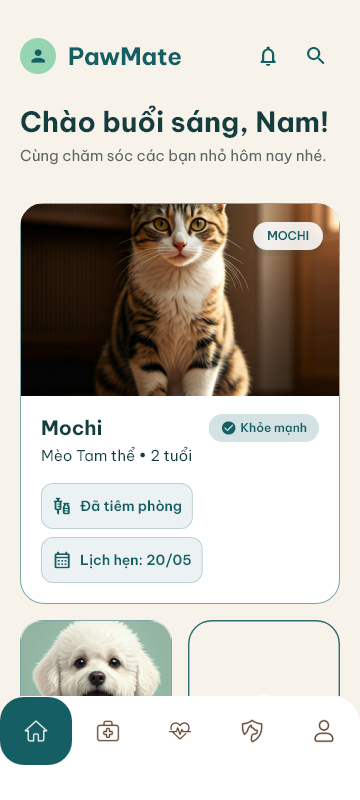 PawMate
Chào buổi sáng, Nam!
Cùng chăm sóc các bạn nhỏ hôm nay nhé.
MOCHI
Mochi
Khỏe mạnh
Mèo Tam thể • 2 tuổi
Đã tiêm phòng
Lịch hẹn: 20/05